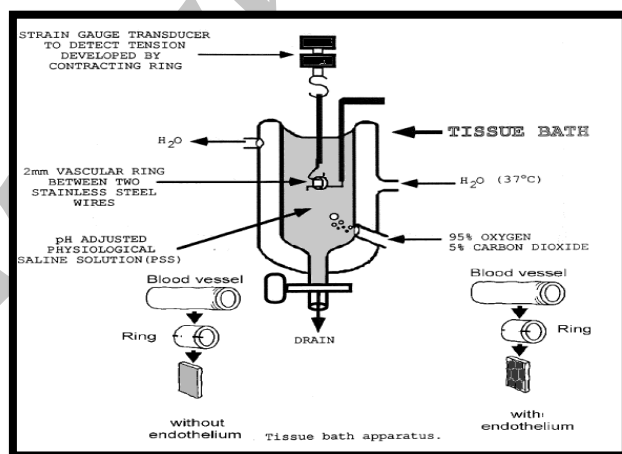 STRAIN GAUGE TRANSDUCER
TO DETECT TENSION
DEVELOPED BY
CONTRACTING RING
H₂O
TISSUE BATH
2mm VASCULAR RING
BETWEEN TWO
STAINLESS STEEL
WIRES
H₂O (37°C)
pH ADJUSTED
PHYSIOLOGICAL
SALINE SOLUTION(PSS)
95% OXYGEN
5% CARBON DIOXIDE
Blood vessel
Ring
without
endothelium
DRAIN
Blood vessel
Ring
with
endothelium
Tissue bath apparatus.